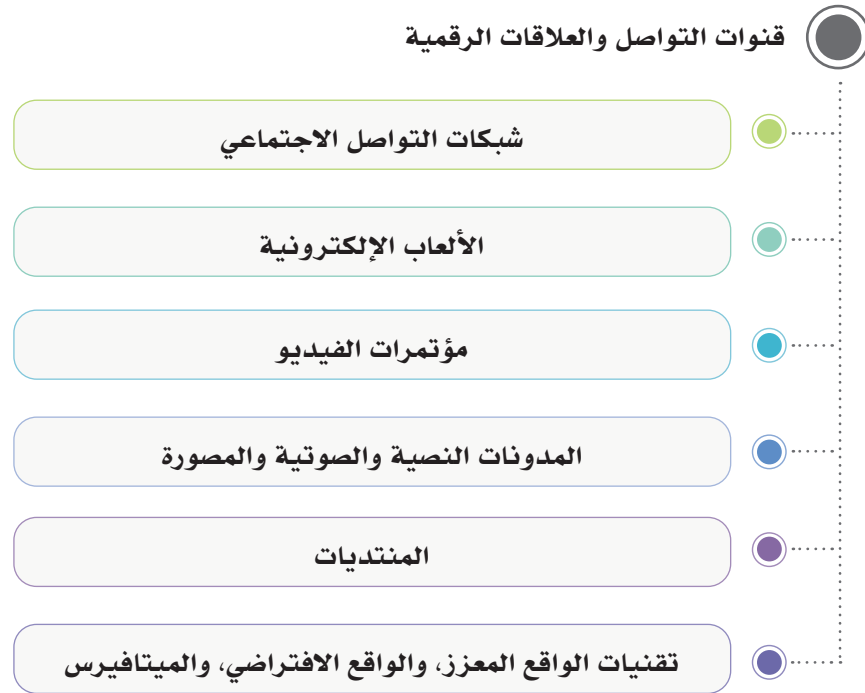 قنوات التواصل والعلاقات الرقمية
شبكات التواصل الاجتماعي
الألعاب الإلكترونية
مؤتمرات الفيديو
المدونات النصية والصوتية والمصورة
المنتديات
تقنيات الواقع المعزز، والواقع الافتراضي، والميتافيرس